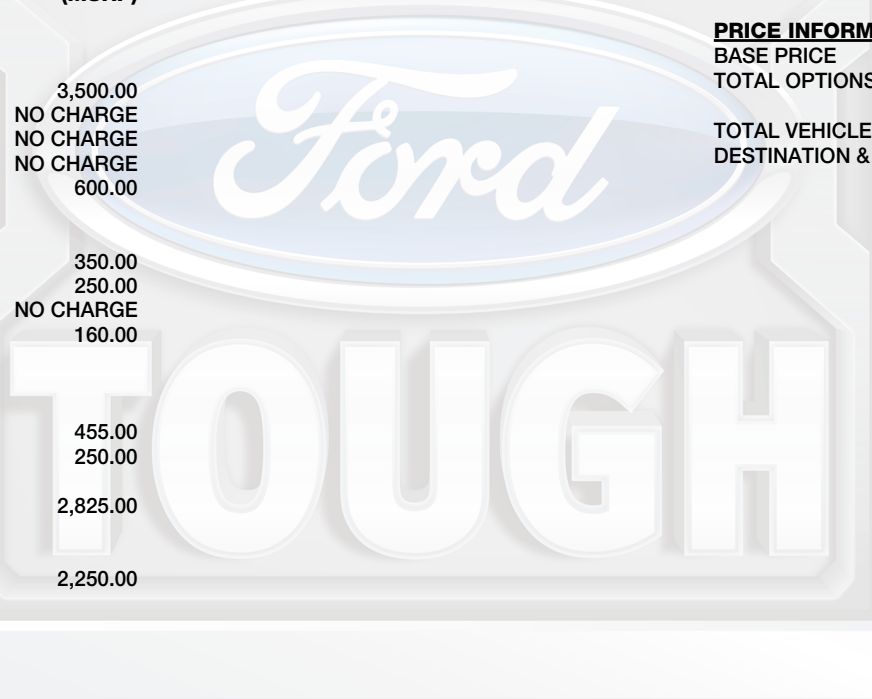 3,500.00
NO CHARGE
NO CHARGE
NO CHARGE
600.00
350.00
250.00
NO CHARGE
160.00
455.00
250.00
2,825.00
2,250.00
PRICE
BASE PRICE
TOTAL OPTIONS
TOTAL VEHICLE
DESTINATION &
Ford
TOUGH